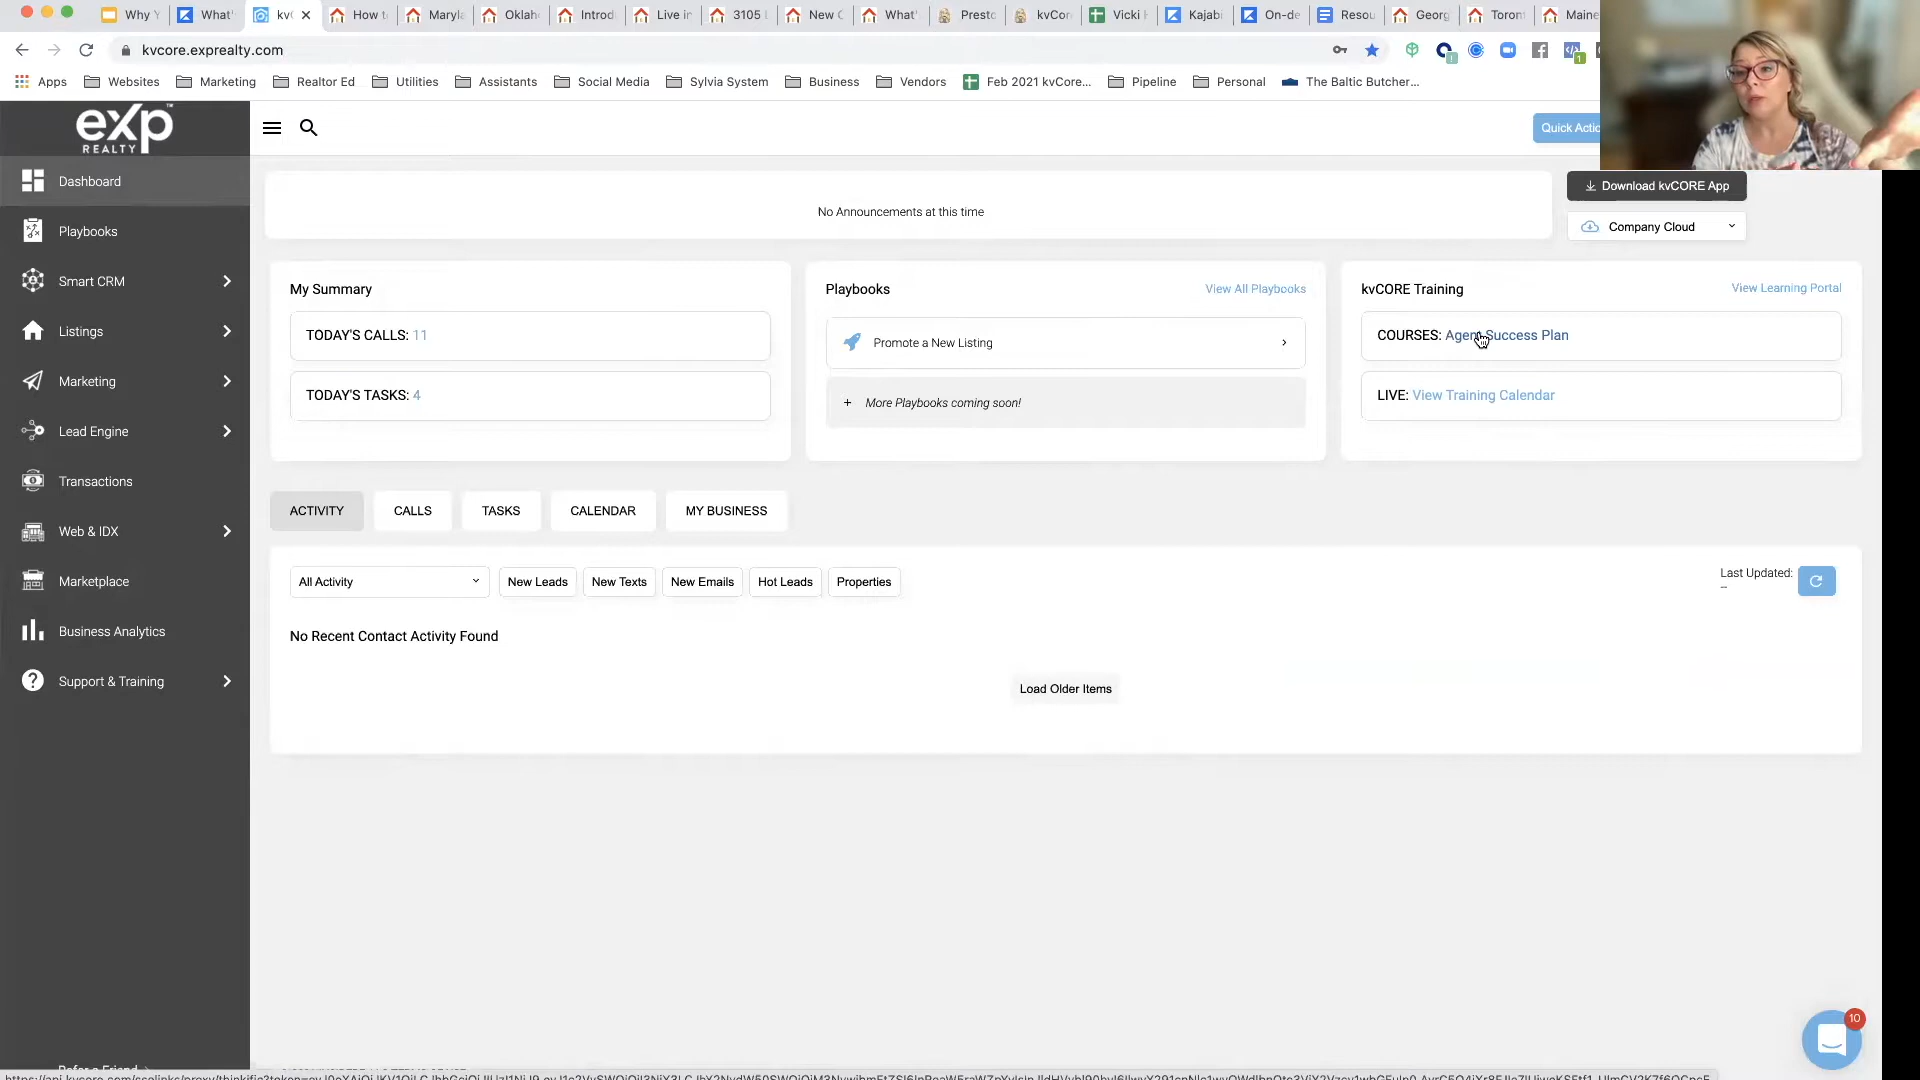 Why Y
What'
kvC
How t
Maryl
Oklah
Introd
Live in
3105 L
New C
What'
Presto
kvCor
Vicki
Kajabi
On-de
Resou
Georg
Toron
Maine
kvcore.exprealty.com
Apps Websites Marketing Realtor Ed Utilities Assistants Social Media Sylvia System Business Vendors Feb 2021 kvCore... Pipeline Personal The Baltic Butcher...
exp
REALTY
Quick Actio
Dashboard
Playbooks
Smart CRM
Listings
Marketing
Lead Engine
Transactions
Web & IDX
Marketplace
Business Analytics
Support & Training
No Announcements at this time
Download kvCORE App
Company Cloud
My Summary
TODAY'S CALLS: 11
TODAY'S TASKS: 4
Playbooks
View All Playbooks
Promote a New Listing
+ More Playbooks coming soon!
kvCORE Training
View Learning Portal
COURSES: Agent Success Plan
LIVE: View Training Calendar
ACTIVITY CALLS TASKS CALENDAR MY BUSINESS
All Activity New Leads New Texts New Emails Hot Leads Properties
Last Updated:
--
No Recent Contact Activity Found
Load Older Items
10